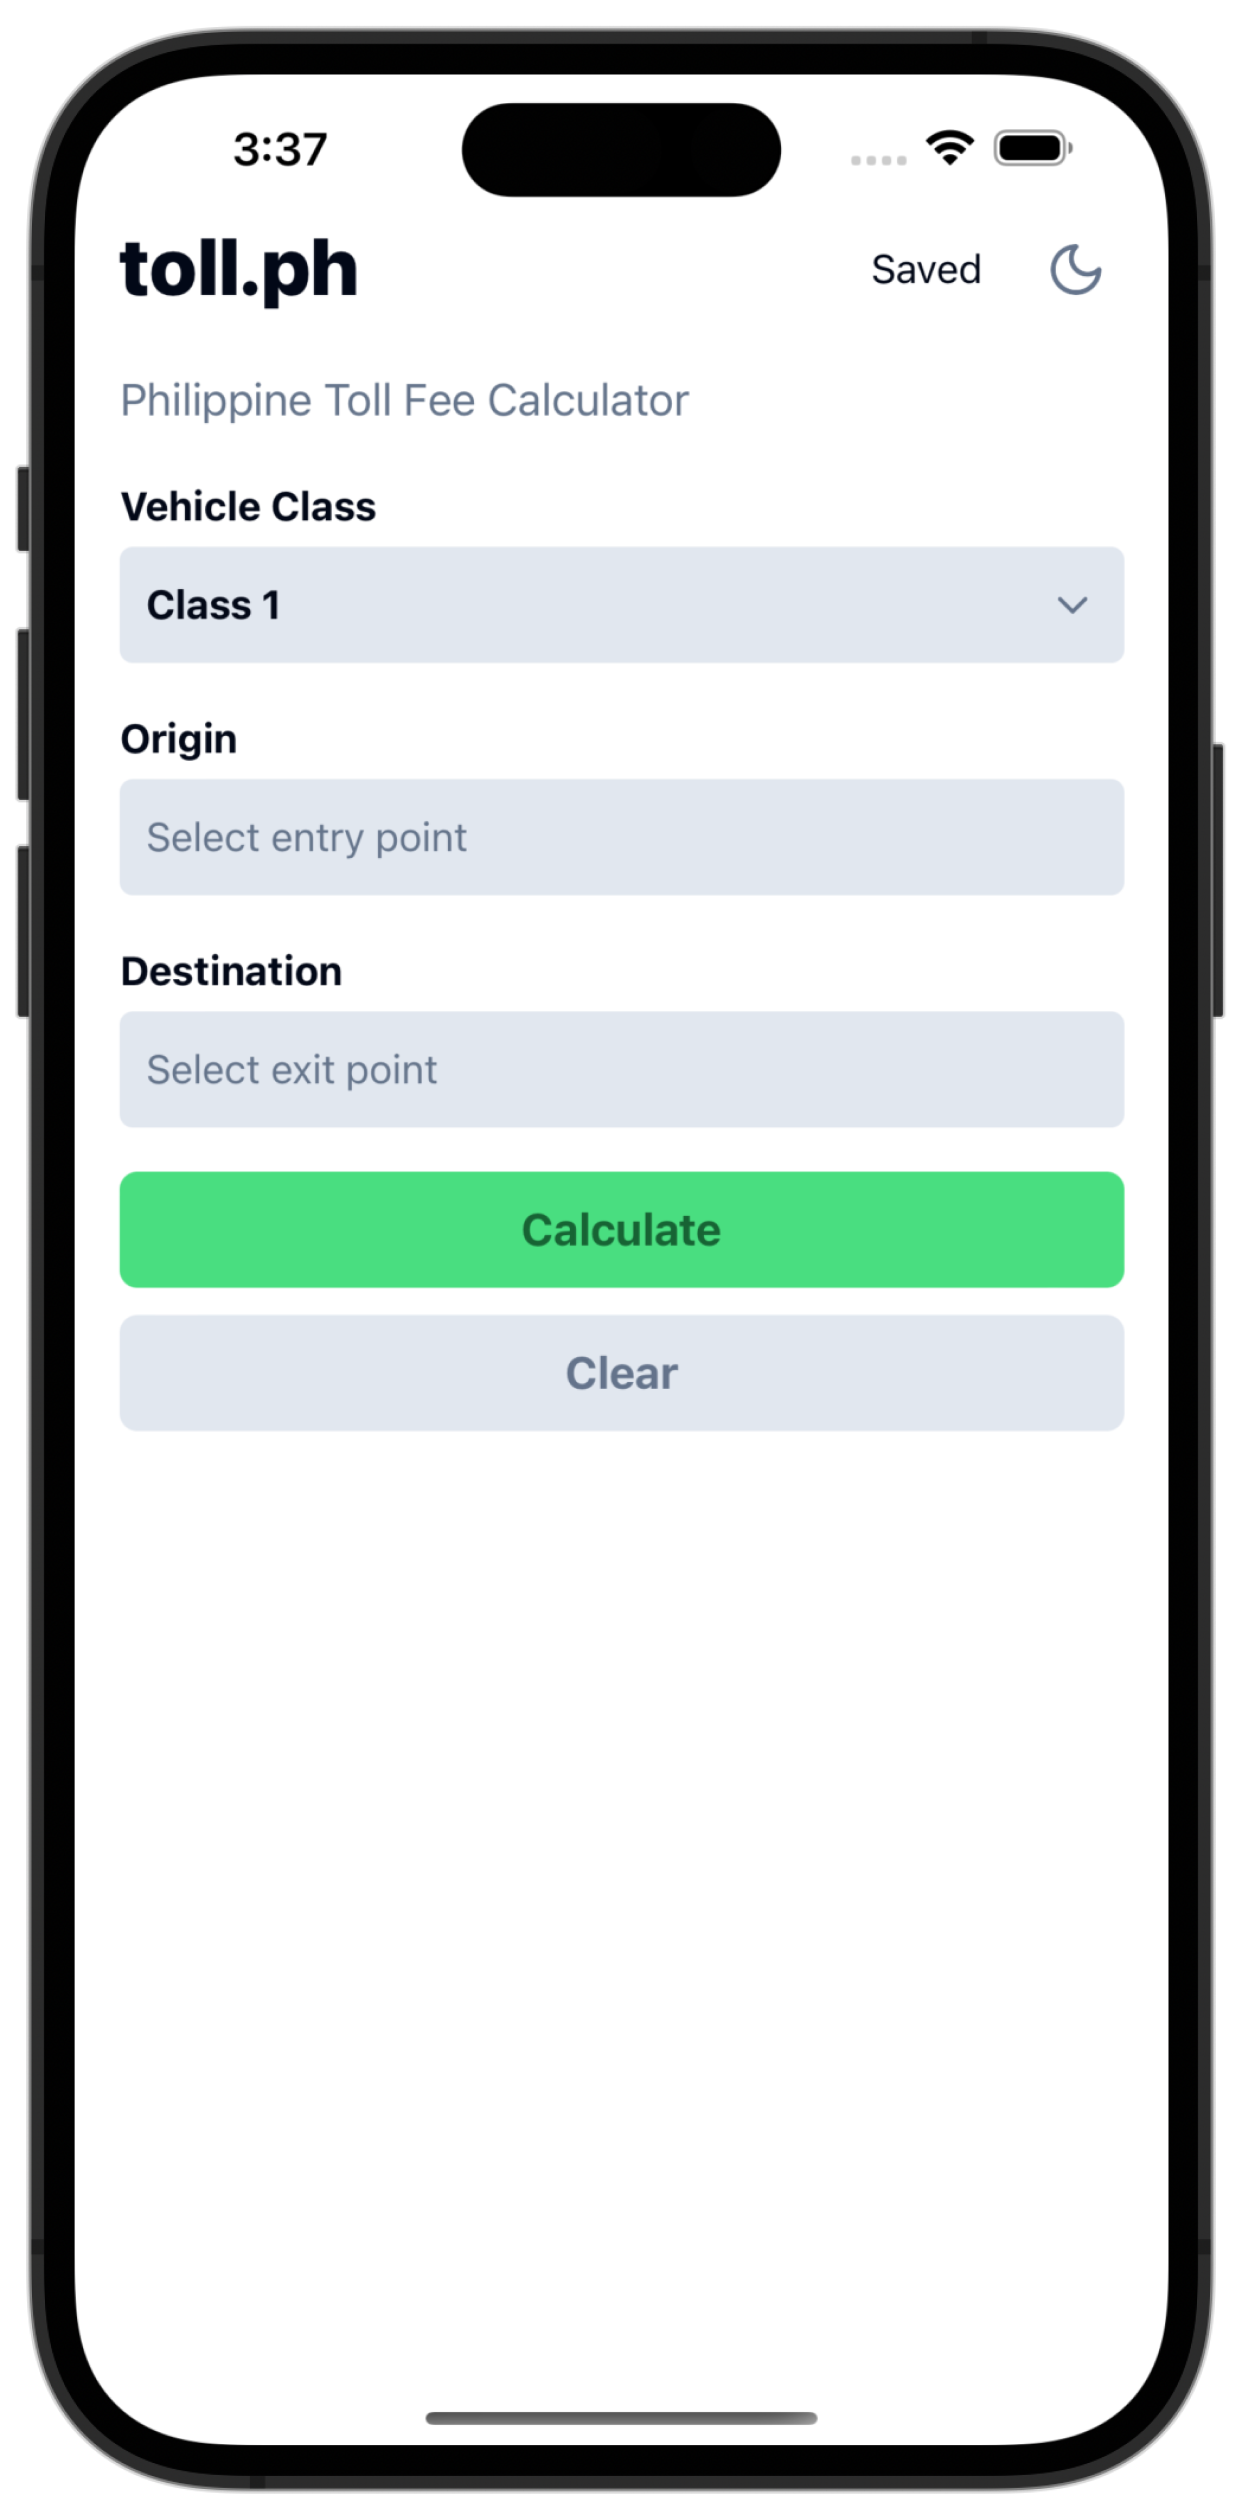 3:37
toll.ph
Saved
Philippine Toll Fee Calculator
Vehicle Class
Class 1
Origin
Select entry point
Destination
Select exit point
Calculate
Clear